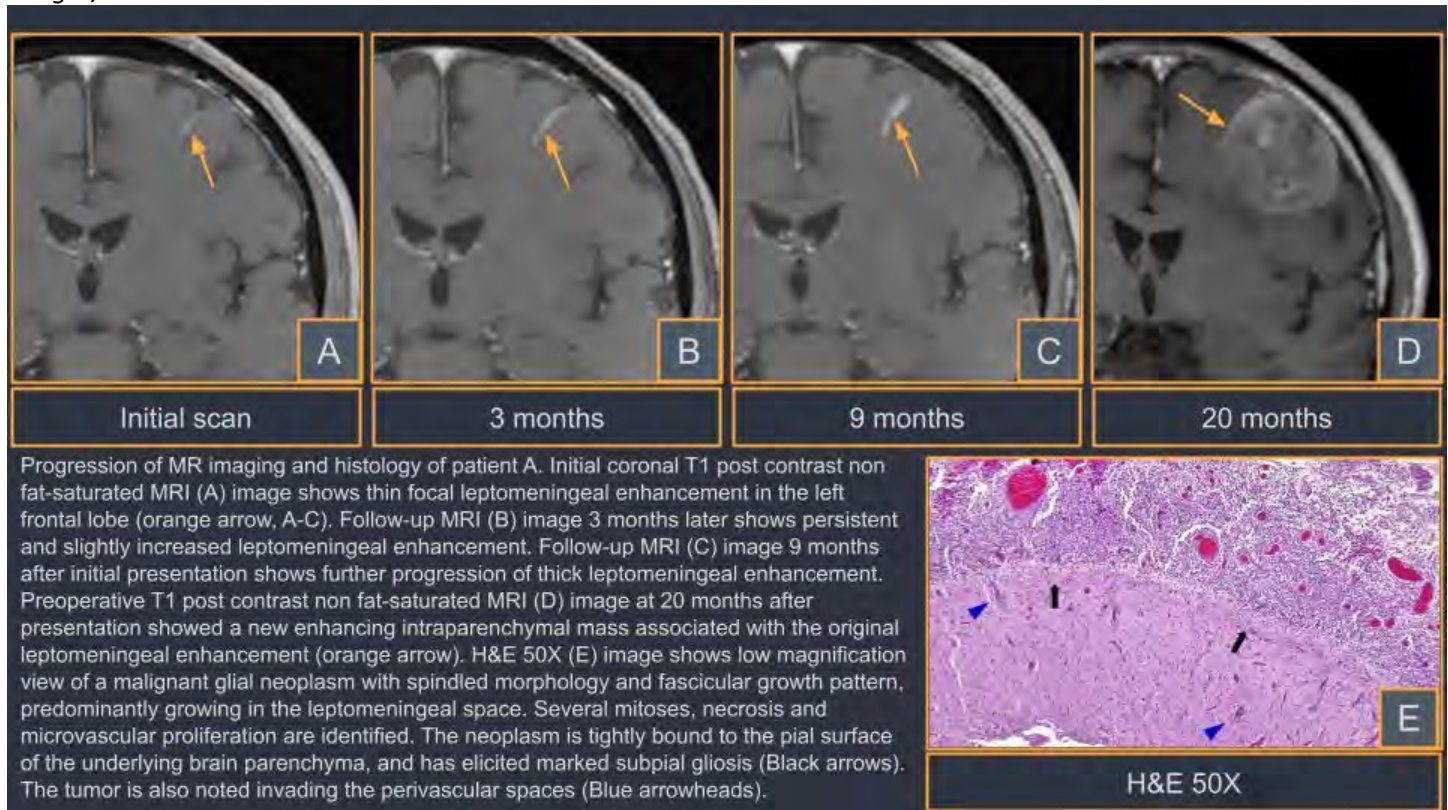 A
B
C
D
Initial scan
3 months
9 months
20 months
Progression of MR imaging and histology of patient A. Initial coronal T1 post contrast non
fat-saturated MRI (A) image shows thin focal leptomeningeal enhancement in the left
frontal lobe (orange arrow, A-C). Follow-up MRI (B) image 3 months later shows persistent
and slightly increased leptomeningeal enhancement. Follow-up MRI (C) image 9 months
after initial presentation shows further progression of thick leptomeningeal enhancement.
Preoperative T1 post contrast non fat-saturated MRI (D) image at 20 months after
presentation showed a new enhancing intraparenchymal mass associated with the original
leptomeningeal enhancement (orange arrow). H&E 50X (E) image shows low magnification
view of a malignant glial neoplasm with spindled morphology and fascicular growth pattern,
predominantly growing in the leptomeningeal space. Several mitoses, necrosis and
microvascular proliferation are identified. The neoplasm is tightly bound to the pial surface
of the underlying brain parenchyma, and has elicited marked subpial gliosis (Black arrows).
The tumor is also noted invading the perivascular spaces (Blue arrowheads).
E
H&E 50X